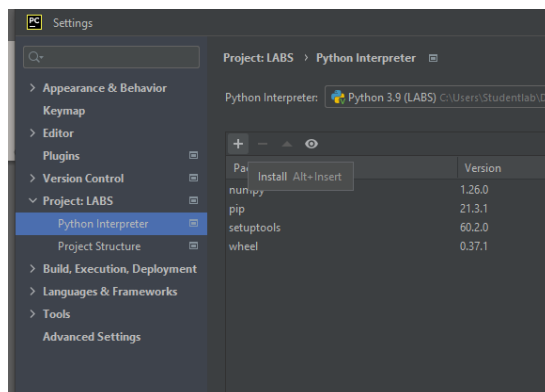 PC Settings
Project: LABS > Python Interpreter
Appearance & Behavior
Python Interpreter: Python 3.9 (LABS) C:\Users\Studentlab\
Keymap
Editor
Plugins
Install Alt+Insert
Version
Version Control
numpy 1.26.0
Project: LABS
pip 21.3.1
Python Interpreter
setuptools 60.2.0
Project Structure
wheel 0.37.1
Build, Execution, Deployment
Languages & Frameworks
Tools
Advanced Settings